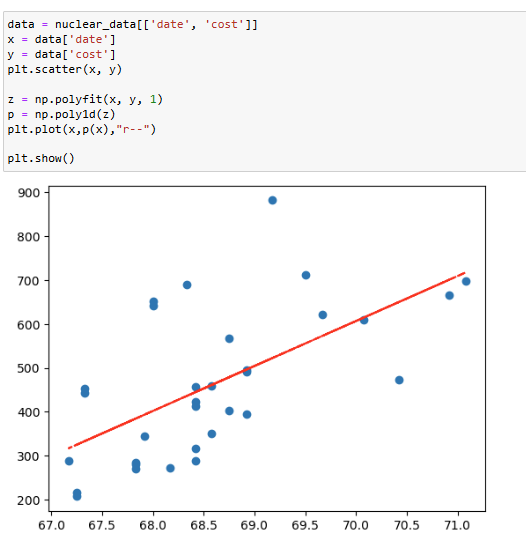 data = nuclear_data[['date', 'cost']]
x = data['date']
y = data['cost']
plt.scatter(x, y)
z = np.polyfit(x, y, 1)
p = np.poly1d(z)
plt.plot(x,p(x),"r--")
plt.show()
900
800
700
600
500
400
300
200
67.0 67.5 68.0 68.5 69.0 69.5 70.0 70.5 71.0